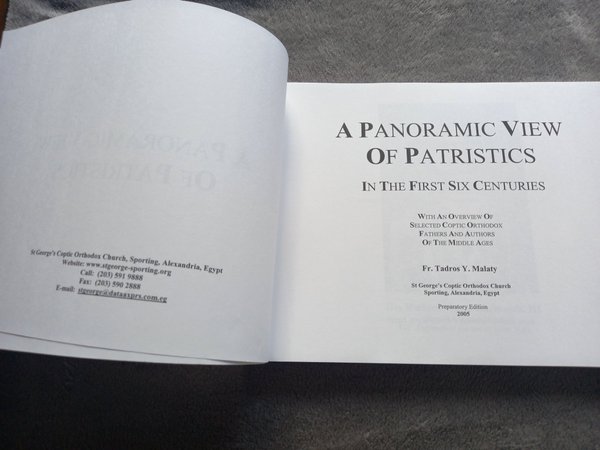 St George's Coptic Orthodox Church, Sporting, Alexandria, Egypt
Website: www.stgeorge-sporting.org
Call: (203) 591 9888
Fax: (203) 590 2888
E-mail: stgeorge@dataxprs.com.eg
A PANORAMIC VIEW
OF PATRISTICS
IN THE FIRST SIX CENTURIES
WITH AN OVERVIEW OF
SELECTED COPTIC ORTHODOX
FATHERS AND AUTHORS
OF THE MIDDLE AGES
Fr. Tadros Y. Malaty
St George's Coptic Orthodox Church
Sporting, Alexandria, Egypt
Preparatory Edition
2005